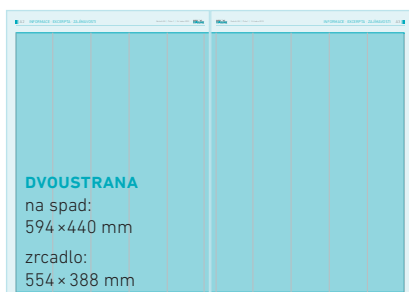 DVOUSTRANA
na spad:
594 × 440 mm
zrcadlo:
554 × 388 mm